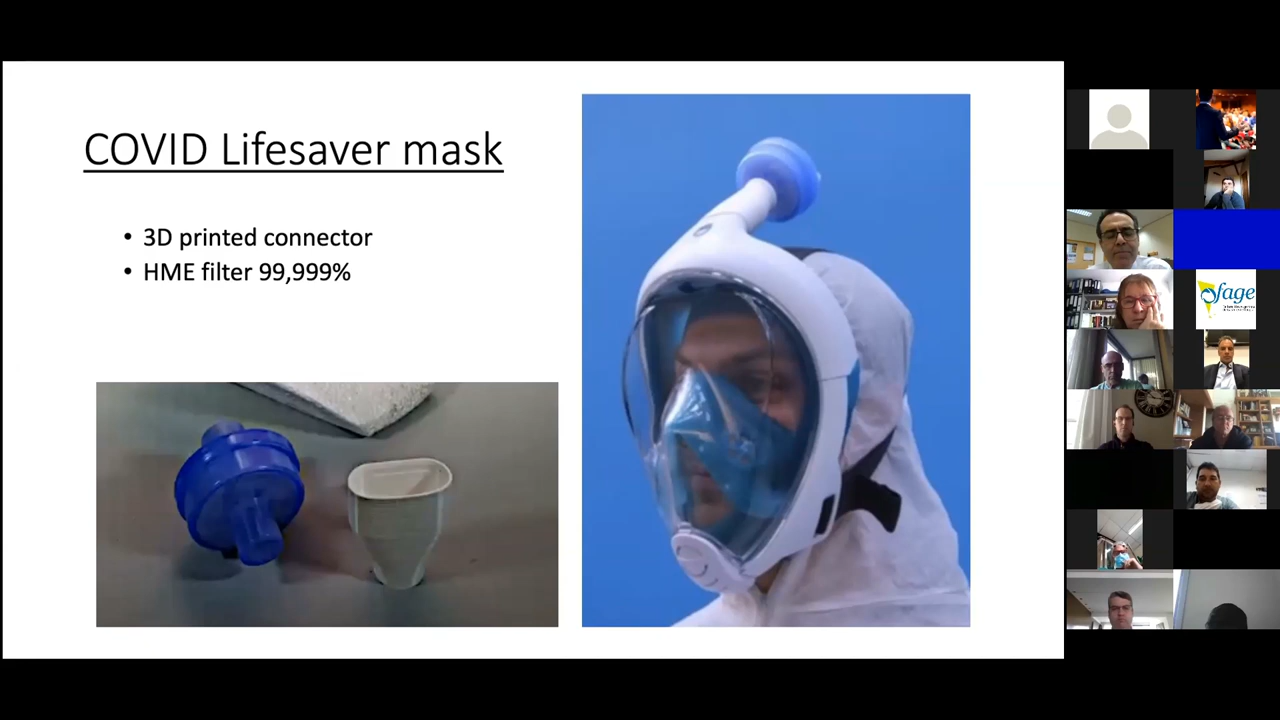 COVID Lifesaver mask
• 3D printed connector
• HME filter 99,999%
fage